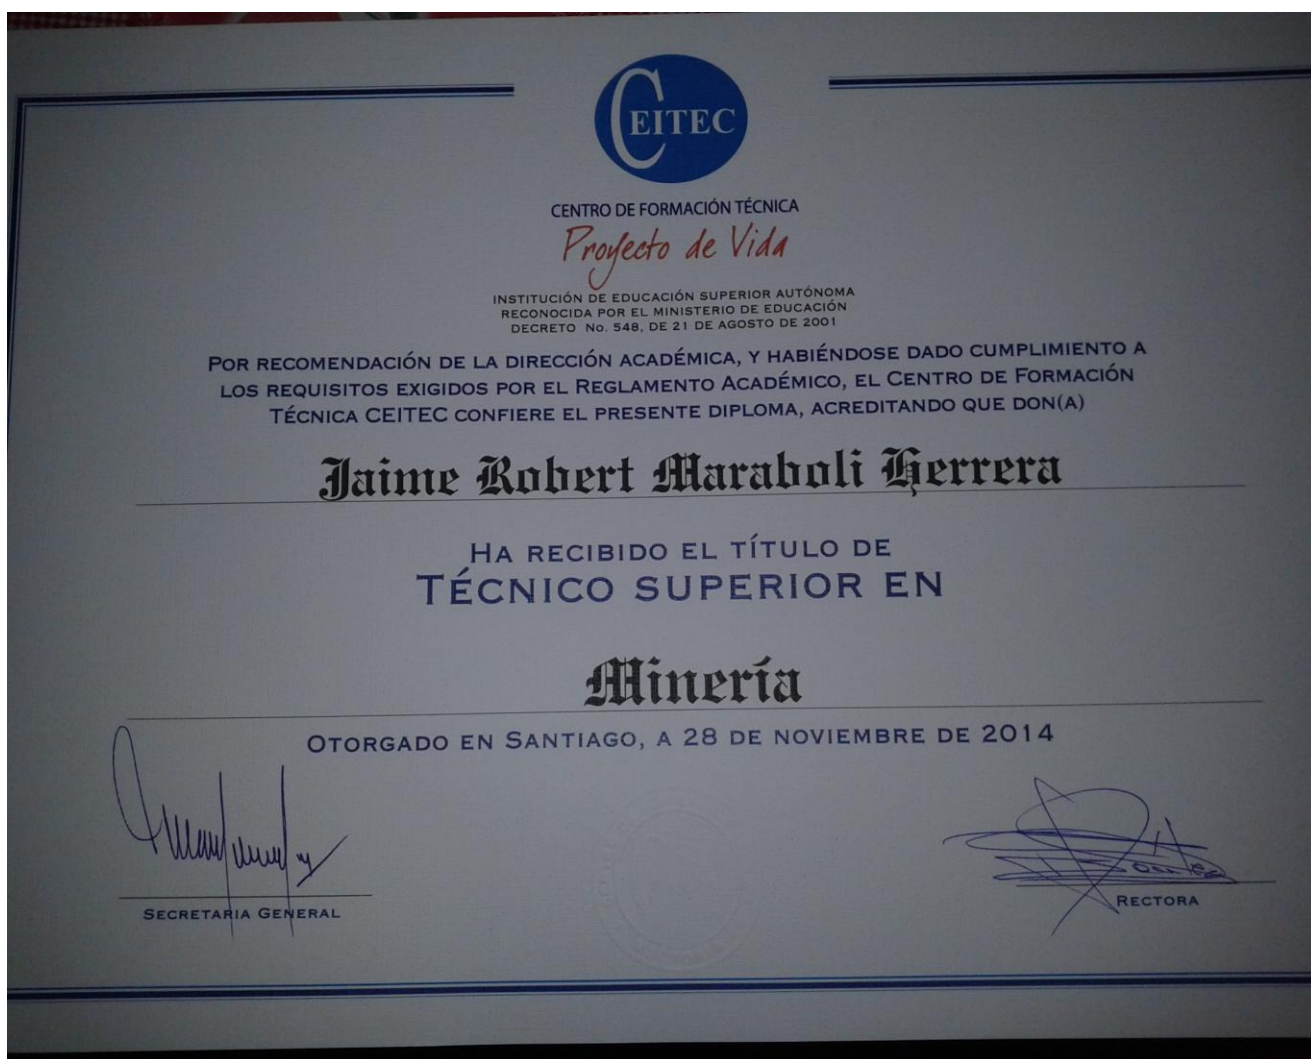 CEITEC
CENTRO DE FORMACIÓN TÉCNICA
Proyecto de Vida
INSTITUCIÓN DE EDUCACIÓN SUPERIOR AUTÓNOMA
RECONOCIDA POR EL MINISTERIO DE EDUCACIÓN
DECRETO No. 548, DE 21 DE AGOSTO DE 2001
POR RECOMENDACIÓN DE LA DIRECCIÓN ACADÉMICA, Y HABIÉNDOSE DADO CUMPLIMIENTO A
LOS REQUISITOS EXIGIDOS POR EL REGLAMENTO ACADÉMICO, EL CENTRO DE FORMACIÓN
TÉCNICA CEITEC CONFIERE EL PRESENTE DIPLOMA, ACREDITANDO QUE DON(A)
Jaime Robert Maraboli Herrera
HA RECIBIDO EL TÍTULO DE
TÉCNICO SUPERIOR EN
Minería
OTORGADO EN SANTIAGO, A 28 DE NOVIEMBRE DE 2014
SECRETARIA GENERAL
RECTORA